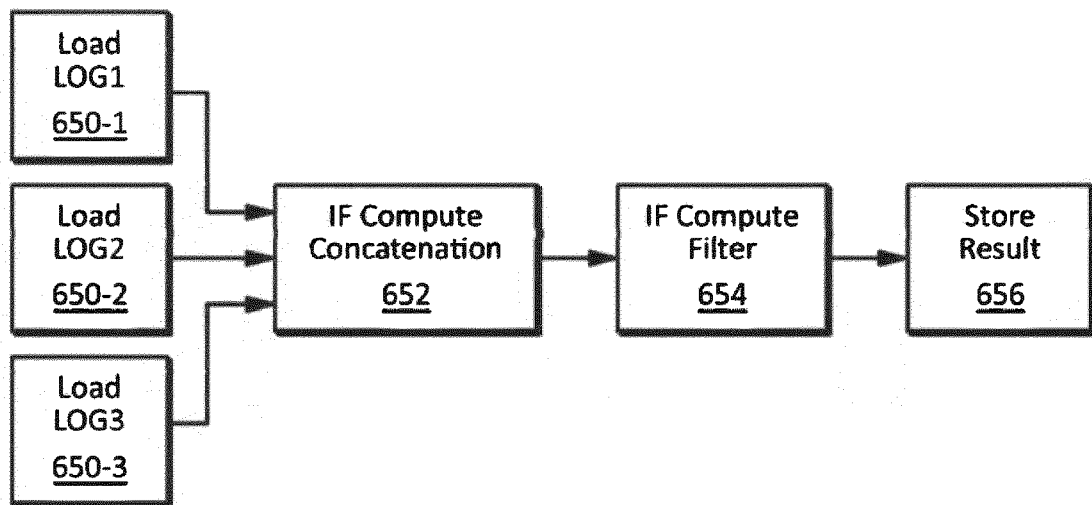 Load
LOG1
650-1
Load
LOG2
650-2
Load
LOG3
650-3
IF Compute
Concatenation
652
IF Compute
Filter
654
Store
Result
656